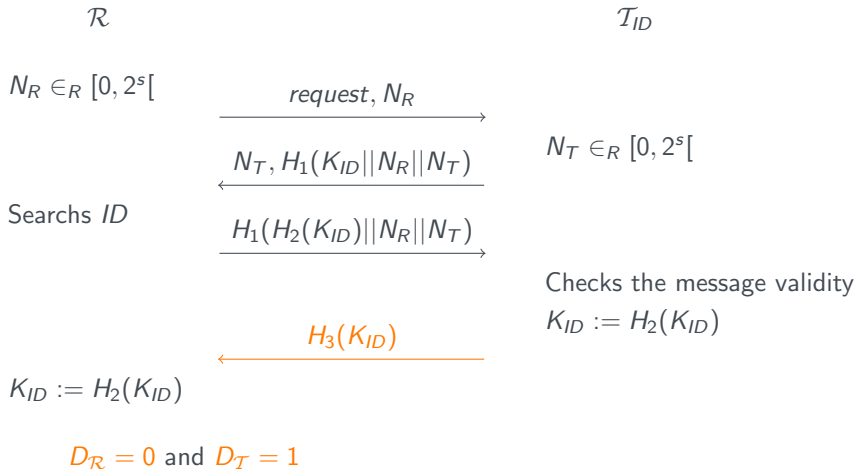 ℛ 𝒯_ID
N_R ∈_R [0, 2^s[
request, N_R
N_T ∈_R [0, 2^s[
N_T, H_1(K_ID||N_R||N_T)
Searchs ID
H_1(H_2(K_ID)||N_R||N_T)
Checks the message validity
K_ID := H_2(K_ID)
H_3(K_ID)
K_ID := H_2(K_ID)
D_ℛ = 0 and D_𝒯 = 1